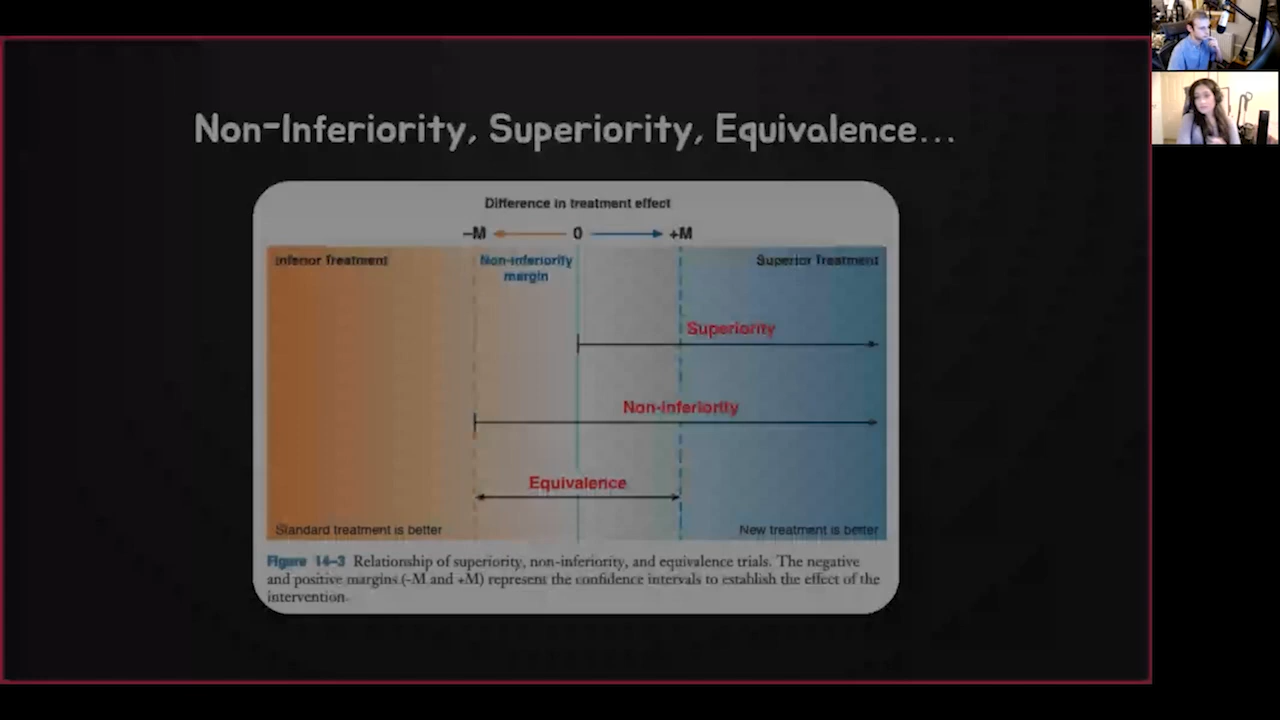 Non-Inferiority, Superiority, Equivalence...
Difference in treatment effect
-M 0 +M
Inferior Treatment
Non-inferiority
margin
Superior Treatment
Superiority
Non-inferiority
Equivalence
Standard treatment is better
New treatment is better
Figure 14-3 Relationship of superiority, non-inferiority, and equivalence trials. The negative
and positive margins (-M and +M) represent the confidence intervals to establish the effect of the
intervention.